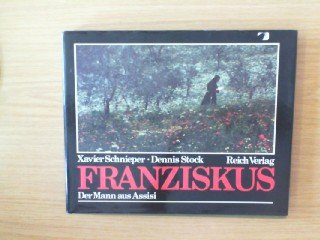 Xavier Schnieper · Dennis Stock Reich Verlag
FRANZISKUS
Der Mann aus Assisi